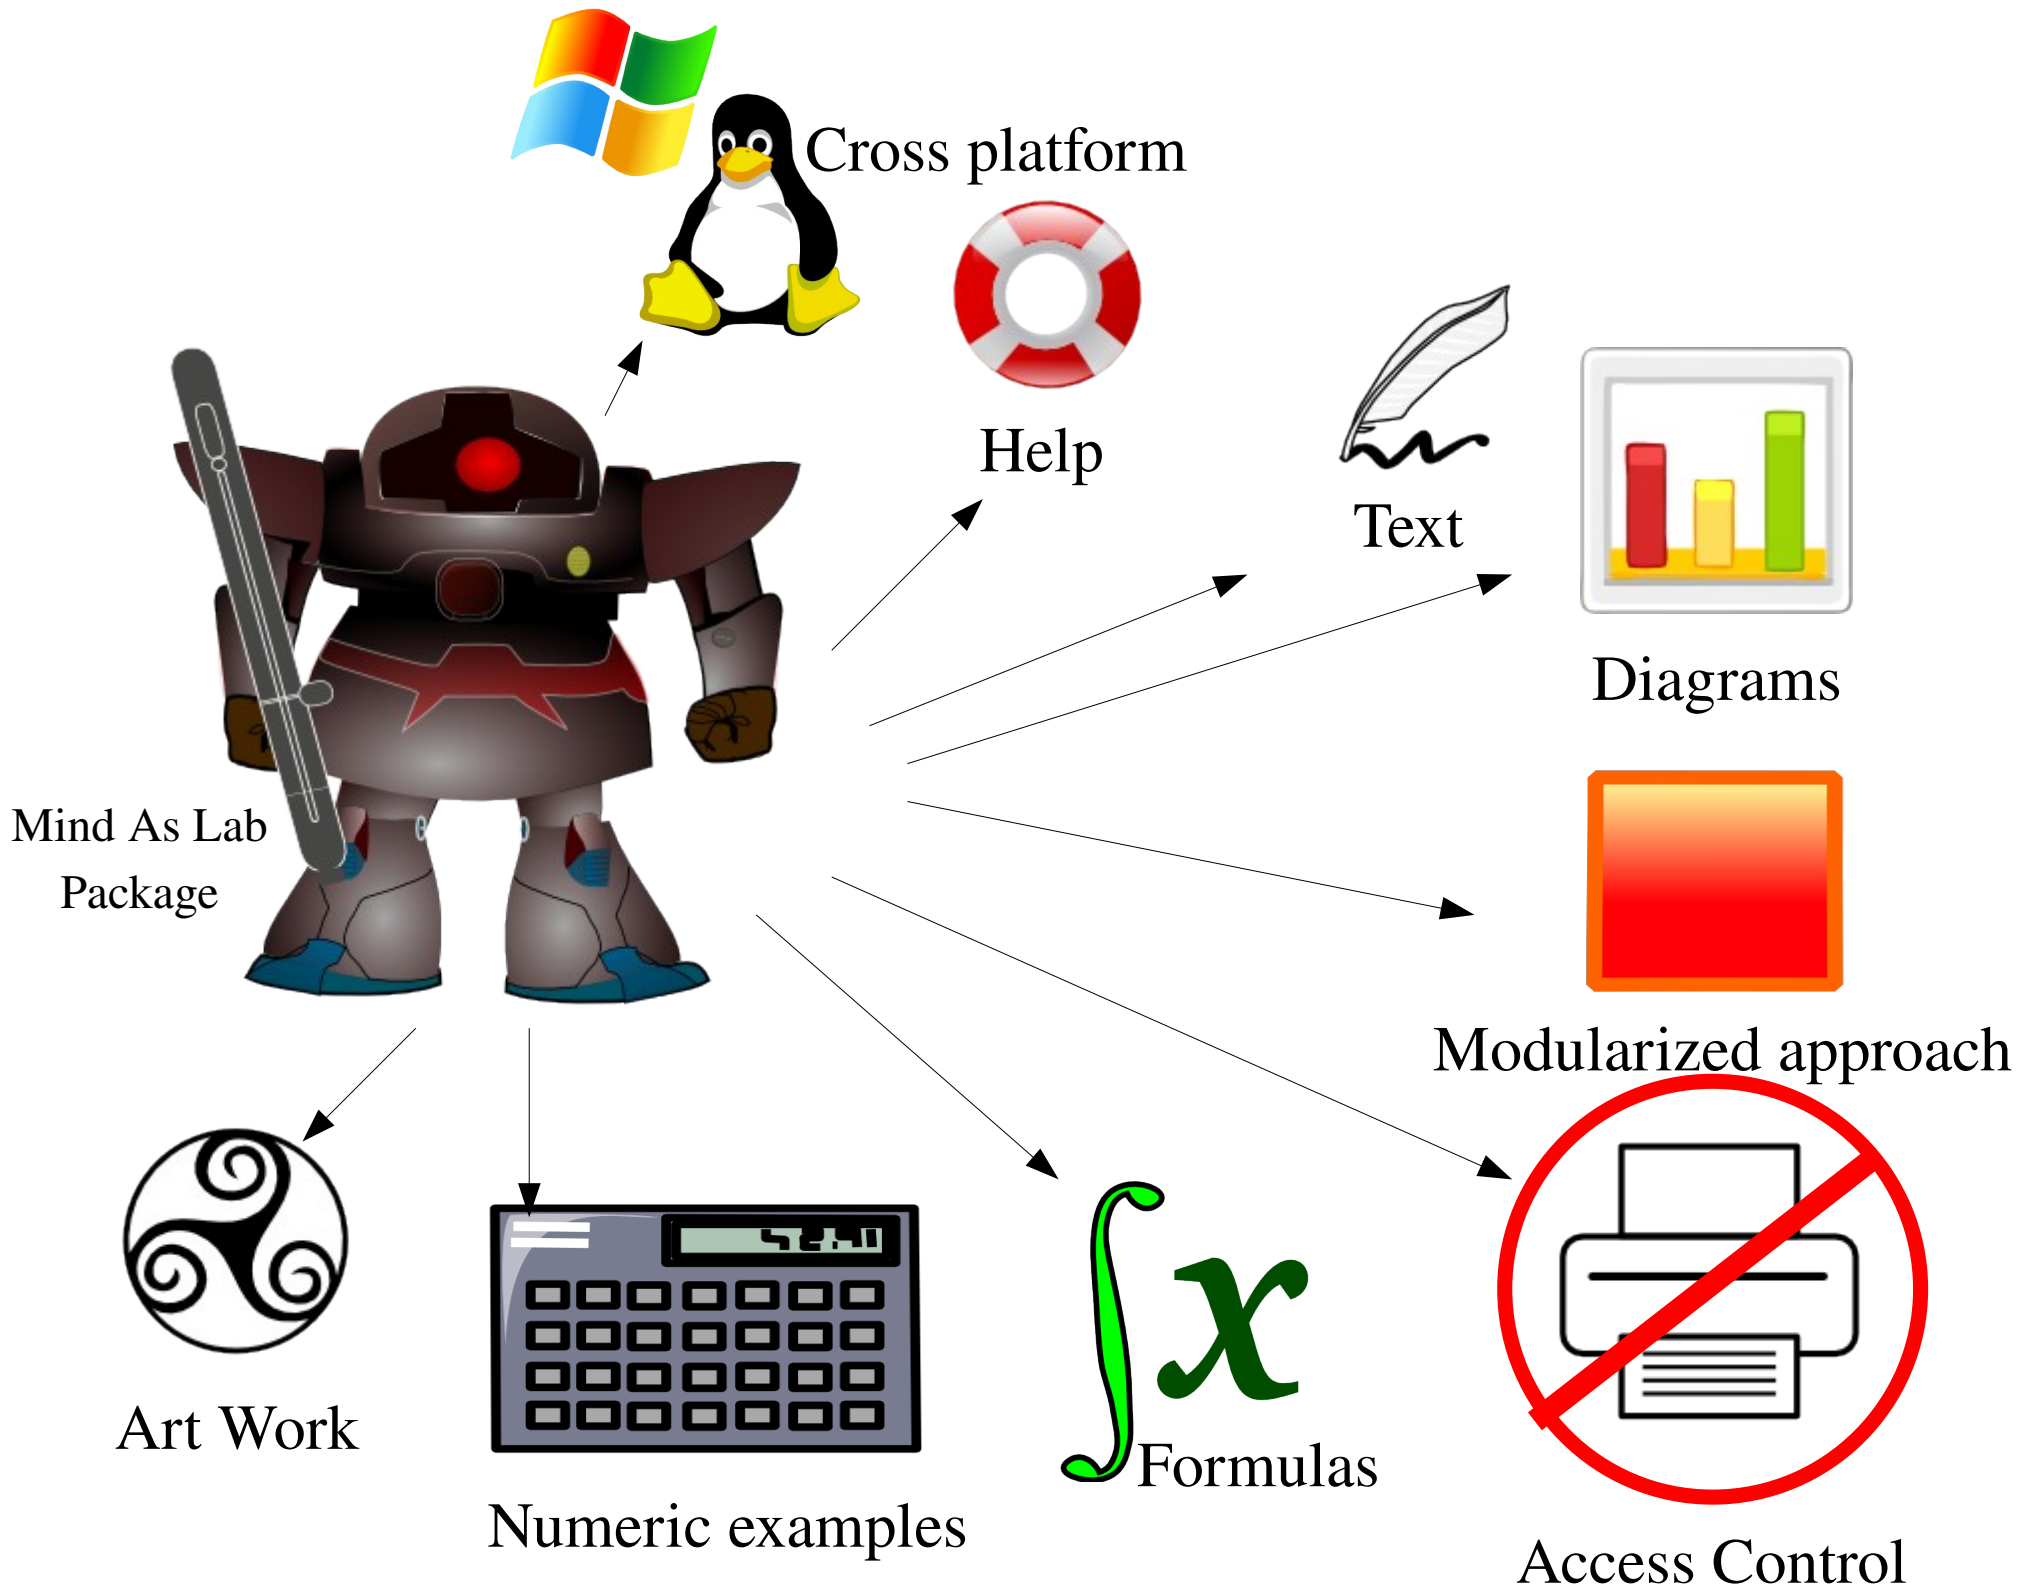 Cross platform
Help
Text
Diagrams
Mind As Lab
Package
Modularized approach
Art Work
Numeric examples
Formulas
Access Control